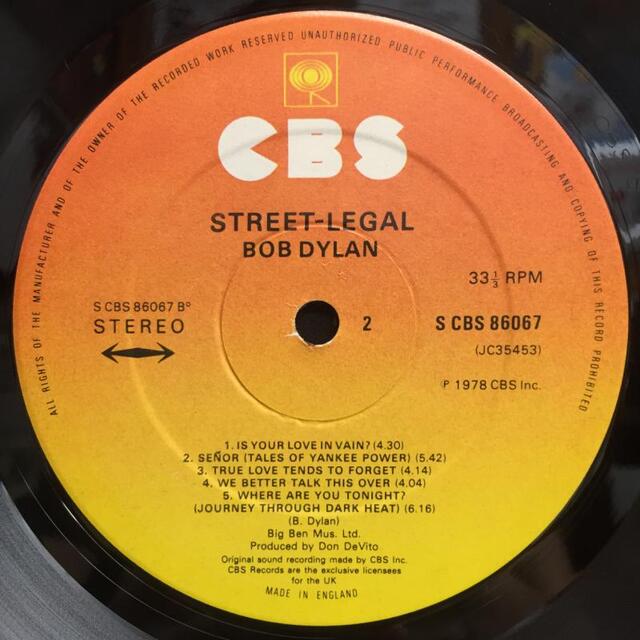 ALL RIGHTS OF THE MANUFACTURER AND OF THE OWNER OF THE RECORDED WORK RESERVED UNAUTHORIZED PUBLIC PERFORMANCE BROADCASTING AND COPYING OF THIS RECORD PROHIBITED
CBS
STREET-LEGAL
BOB DYLAN
33⅓ RPM
S CBS 86067 B°
STEREO
2
S CBS 86067
(JC35453)
℗ 1978 CBS Inc.
1. IS YOUR LOVE IN VAIN? (4.30)
2. SEÑOR (TALES OF YANKEE POWER) (5.42)
3. TRUE LOVE TENDS TO FORGET (4.14)
4. WE BETTER TALK THIS OVER (4.04)
5. WHERE ARE YOU TONIGHT?
(JOURNEY THROUGH DARK HEAT) (6.16)
(B. Dylan)
Big Ben Mus. Ltd.
Produced by Don DeVito
Original sound recording made by CBS Inc.
CBS Records are the exclusive licensees
for the UK
MADE IN ENGLAND